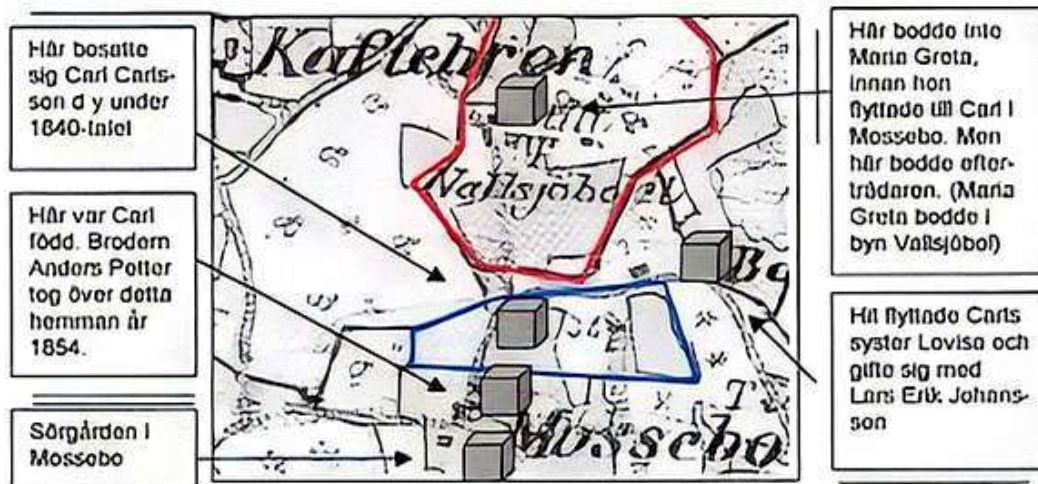 Här bosatte
sig Carl Carls-
son d y under
1840-talet
Här var Carl
född. Brodern
Anders Petter
tog över detta
hemman år
1854.
Sörgården i
Mossebo
Kaflebron
Vallsjöbolet
Bo
T
Mossebo
Här bodde inte
Maria Greta,
innan hon
flyttade till Carl i
Mossebo. Men
här bodde efter-
trädaren. (Maria
Greta bodde i
byn Vallsjöbol)
Hit flyttade Carls
syster Lovisa och
gifte sig med
Lars Erik Johans-
son